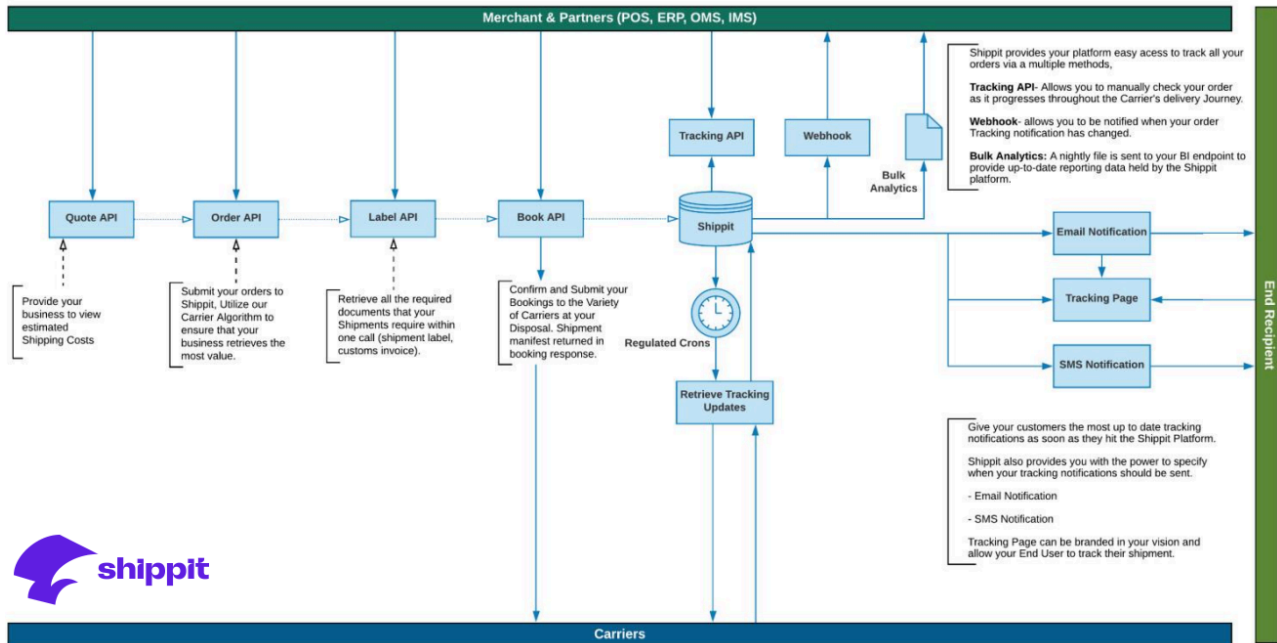 Merchant & Partners (POS, ERP, OMS, IMS)
Shippit provides your platform easy acess to track all your
orders via a multiple methods,
Tracking API- Allows you to manually check your order
as it progresses throughout the Carrier's delivery Journey.
Webhook- allows you to be notified when your order
Tracking notification has changed.
Bulk Analytics: A nightly file is sent to your BI endpoint to
provide up-to-date reporting data held by the Shippit
platform.
Tracking API
Webhook
Bulk
Analytics
Quote API
Order API
Label API
Book API
Shippit
Email Notification
Tracking Page
SMS Notification
End Recipient
Provide your
business to view
estimated
Shipping Costs
Submit your orders to
Shippit, Utilize our
Carrier Algorithm to
ensure that your
business retrieves the
most value.
Retrieve all the required
documents that your
Shipments require within
one call (shipment label,
customs invoice).
Confirm and Submit your
Bookings to the Variety
of Carriers at your
Disposal. Shipment
manifest returned in
booking response.
Regulated Crons
Retrieve Tracking
Updates
Give your customers the most up to date tracking
notifications as soon as they hit the Shippit Platform.
Shippit also provides you with the power to specify
when your tracking notifications should be sent.
- Email Notification
- SMS Notification
Tracking Page can be branded in your vision and
allow your End User to track their shipment.
shippit
Carriers